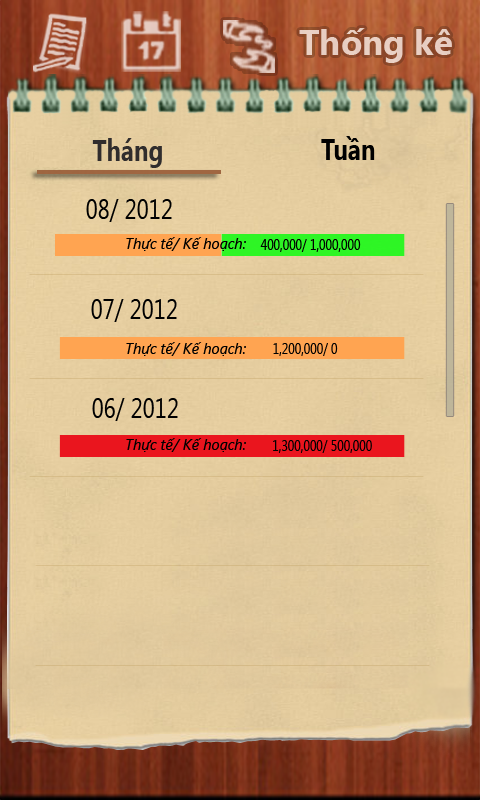 17
Thống kê
Tháng Tuần
08/ 2012
Thực tế/ Kế hoạch: 400,000/ 1,000,000
07/ 2012
Thực tế/ Kế hoạch: 1,200,000/ 0
06/ 2012
Thực tế/ Kế hoạch: 1,300,000/ 500,000